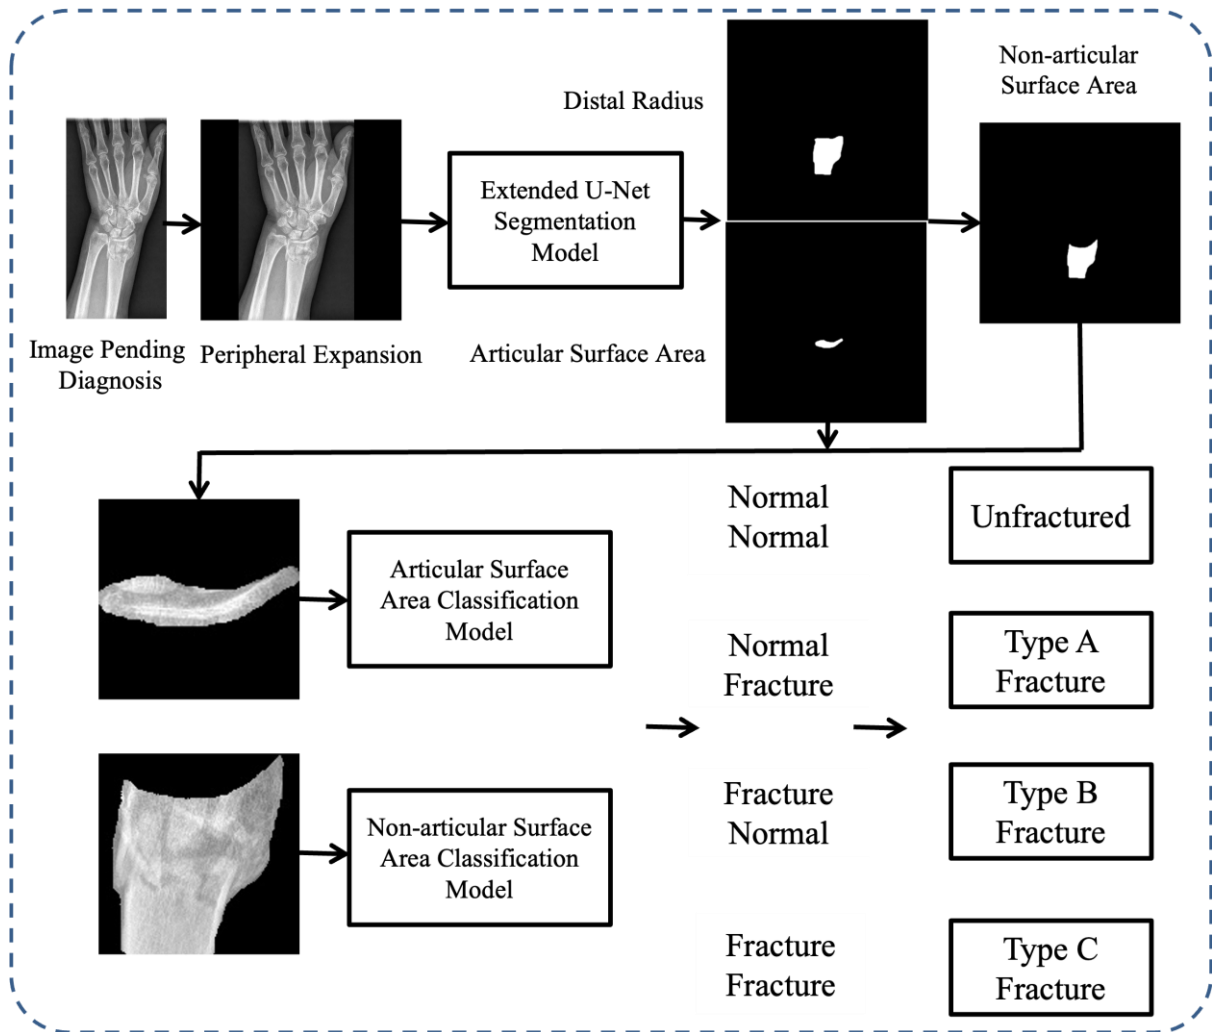 Non-articular
Surface Area
Distal Radius
Extended U-Net
Segmentation
Model
Image Pending
Diagnosis
Peripheral Expansion
Articular Surface Area
Normal
Normal
Unfractured
Articular Surface
Area Classification
Model
Normal
Fracture
Type A
Fracture
Non-articular Surface
Area Classification
Model
Fracture
Normal
Type B
Fracture
Fracture
Fracture
Type C
Fracture